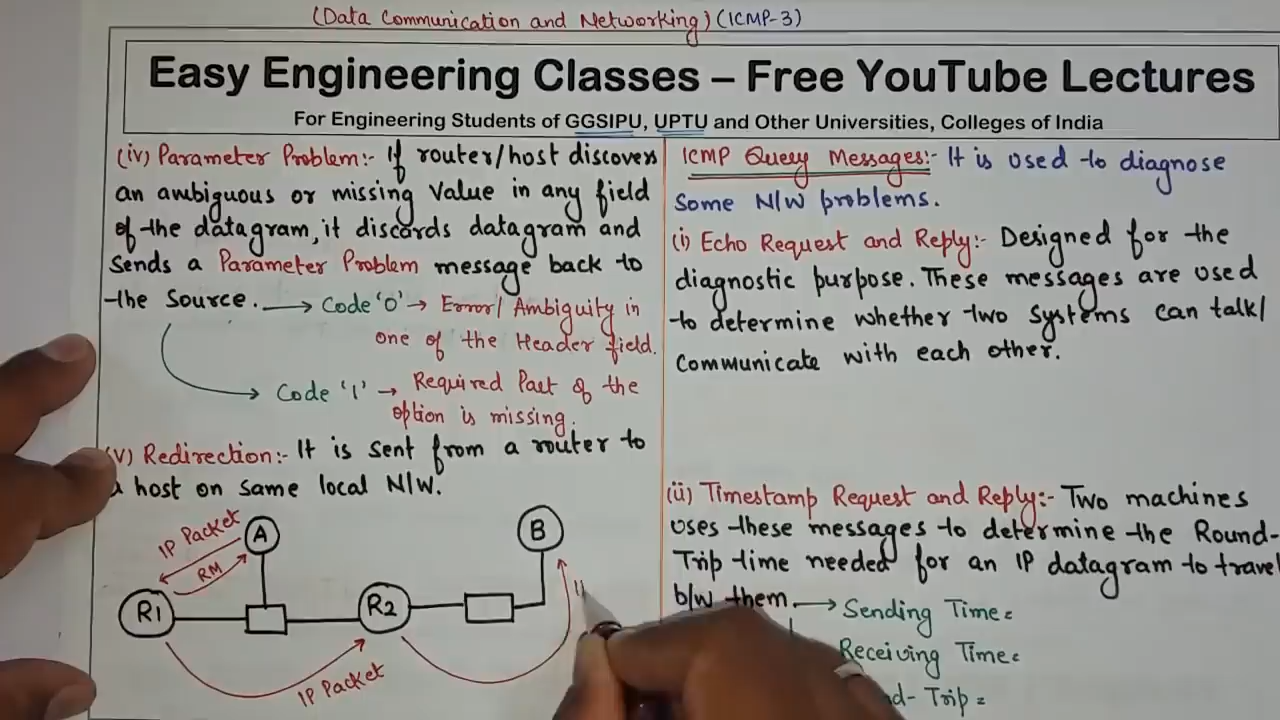 (Data Communication and Networking) (ICMP-3)
Easy Engineering Classes – Free YouTube Lectures
For Engineering Students of GGSIPU, UPTU and Other Universities, Colleges of India
(iv) Parameter Problem:- If router/host discovers
an ambiguous or missing Value in any field
of the datagram, it discards datagram and
Sends a Parameter Problem message back to
the Source. → Code '0' → Error/Ambiguity in
one of the Header field.
→ Code '1' → Required Part of the
option is missing.
(v) Redirection:- It is sent from a router to
a host on same local N/W.
IP Packet
A
B
RM
R1
R2
IP Packet
ICMP Query Messages:- It is used to diagnose
Some N/W problems.
(i) Echo Request and Reply:- Designed for the
diagnostic purpose. These messages are used
to determine whether two Systems can talk/
Communicate with each other.
(ii) Timestamp Request and Reply:- Two machines
uses these messages to determine the Round-
Trip time needed for an IP datagram to travel
b/w them → Sending Time =
Receiving Time =
nd-Trip =